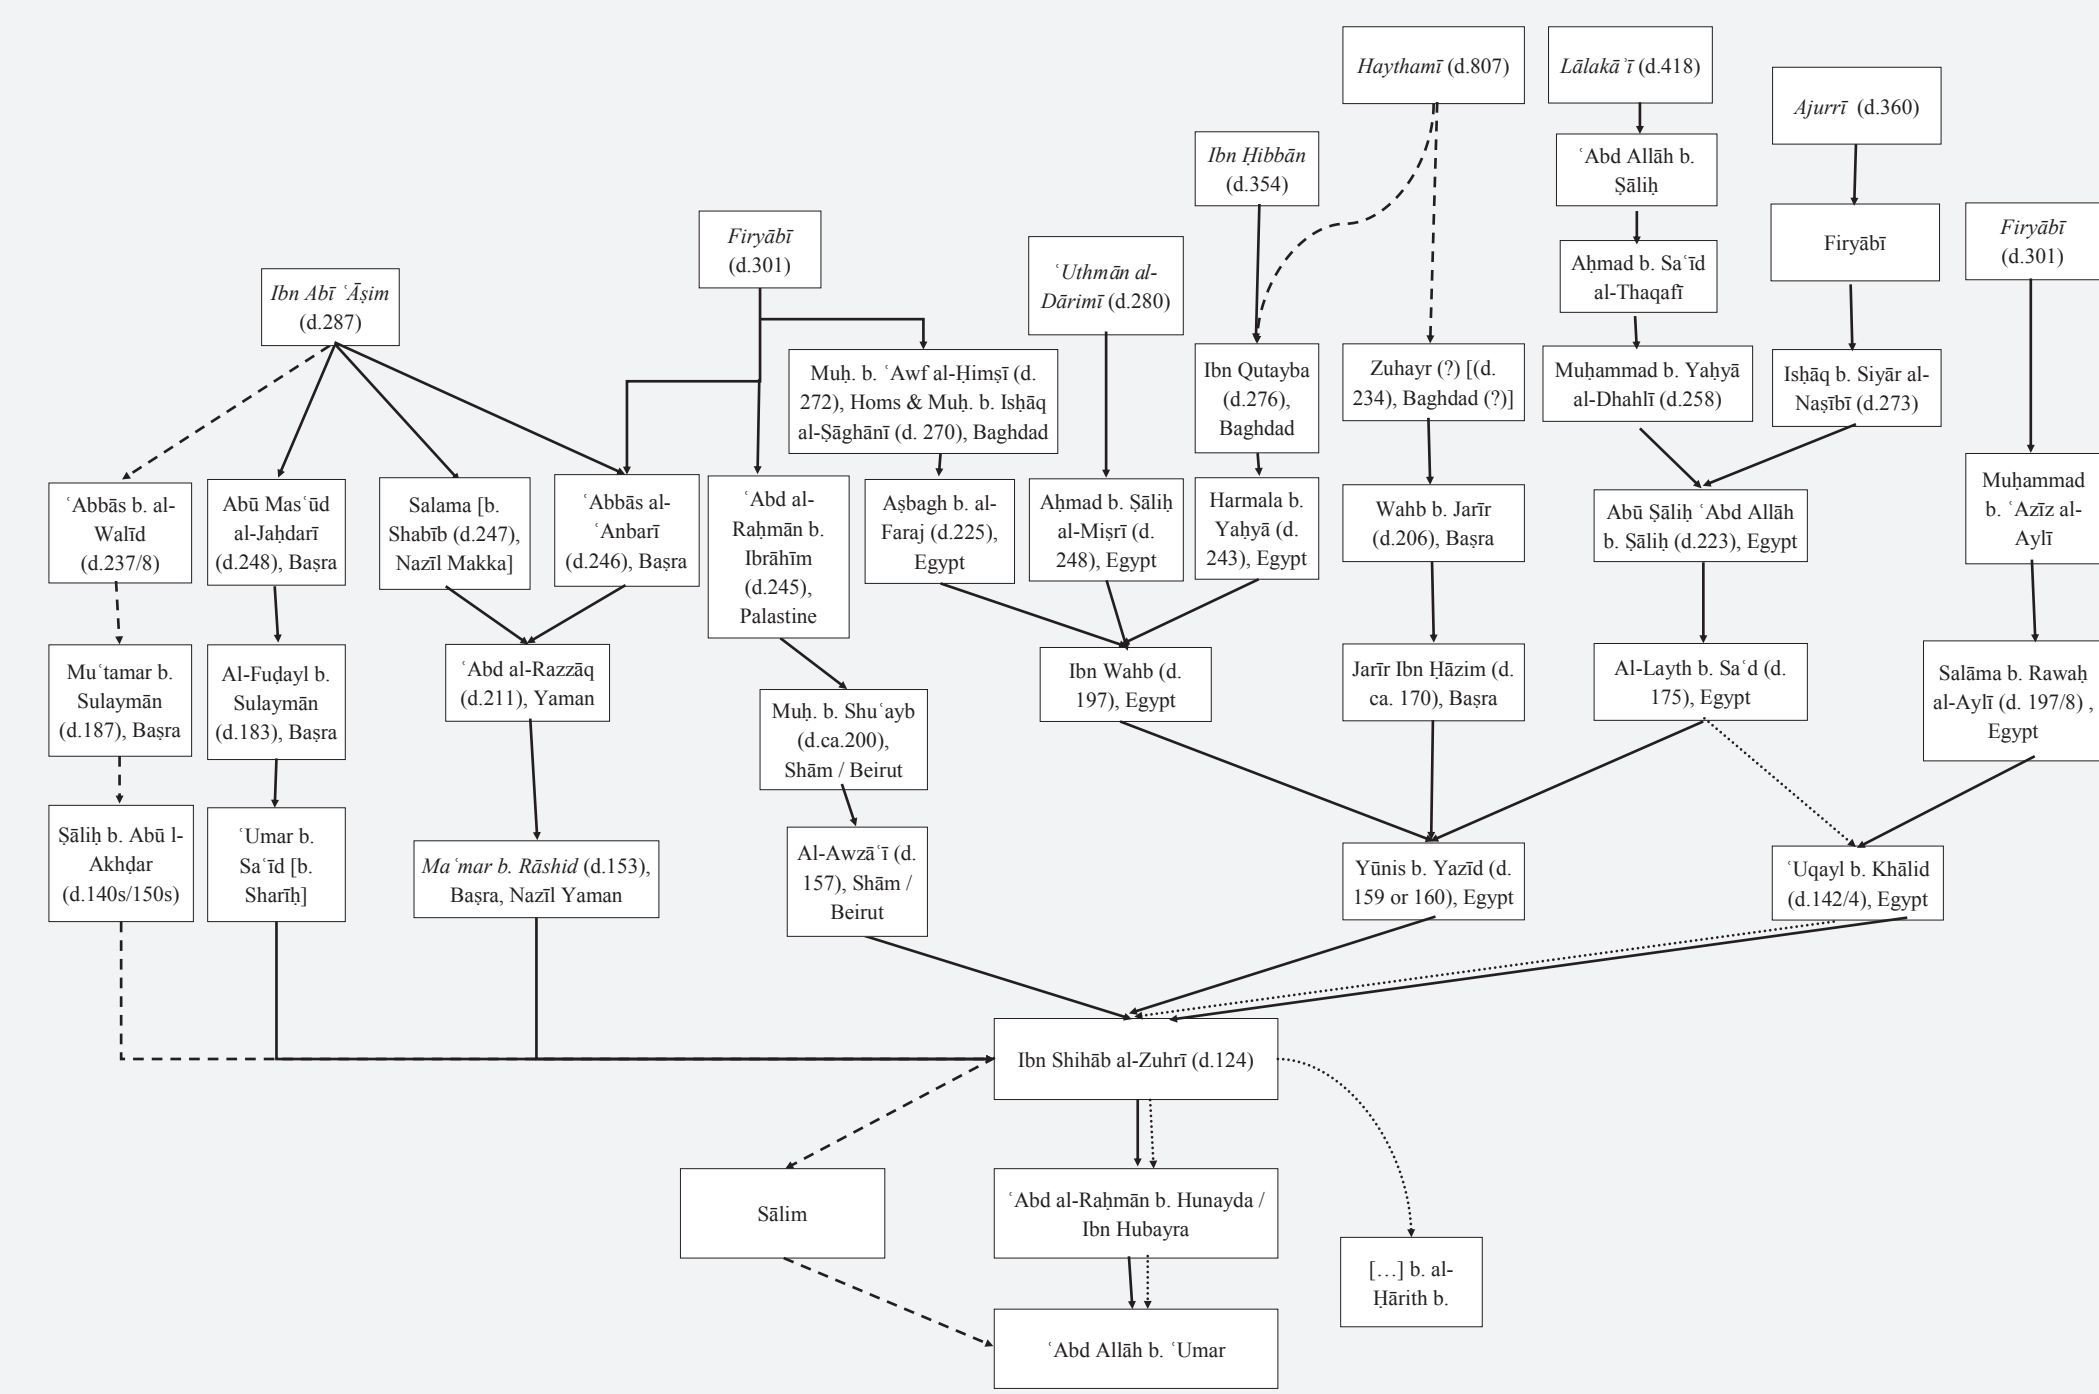 Haythamī (d.807)
Lālakāʾī (d.418)
Ajurrī (d.360)
Ibn Ḥibbān
(d.354)
ʿAbd Allāh b.
Ṣāliḥ
Firyābī
(d.301)
ʿUthmān al-
Dārimī (d.280)
Aḥmad b. Saʿīd
al-Thaqafī
Firyābī
Firyābī
(d.301)
Ibn Abī ʿĀṣim
(d.287)
Muḥ. b. ʿAwf al-Ḥimṣī (d.
272), Homs & Muḥ. b. Isḥāq
al-Ṣāghānī (d. 270), Baghdad
Ibn Qutayba
(d.276),
Baghdad
Zuhayr (?) [(d.
234), Baghdad (?)]
Muḥammad b. Yaḥyā
al-Dhahlī (d.258)
Isḥāq b. Siyār al-
Naṣībī (d.273)
ʿAbbās b. al-
Walīd
(d.237/8)
Abū Masʿūd
al-Jaḥdarī
(d.248), Baṣra
Salama [b.
Shabīb (d.247),
Nazīl Makka]
ʿAbbās al-
ʿAnbarī
(d.246), Baṣra
ʿAbd al-
Raḥmān b.
Ibrāhīm
(d.245),
Palastine
Aṣbagh b. al-
Faraj (d.225),
Egypt
Aḥmad b. Ṣāliḥ
al-Miṣrī (d.
248), Egypt
Harmala b.
Yaḥyā (d.
243), Egypt
Wahb b. Jarīr
(d.206), Baṣra
Abū Ṣāliḥ ʿAbd Allāh
b. Ṣāliḥ (d.223), Egypt
Muḥammad
b. ʿAzīz al-
Aylī
Muʿtamar b.
Sulaymān
(d.187), Baṣra
Al-Fuḍayl b.
Sulaymān
(d.183), Baṣra
ʿAbd al-Razzāq
(d.211), Yaman
Muḥ. b. Shuʿayb
(d.ca.200),
Shām / Beirut
Ibn Wahb (d.
197), Egypt
Jarīr Ibn Ḥāzim (d.
ca. 170), Baṣra
Al-Layth b. Saʿd (d.
175), Egypt
Salāma b. Rawaḥ
al-Aylī (d. 197/8) ,
Egypt
Ṣāliḥ b. Abū l-
Akhḍar
(d.140s/150s)
ʿUmar b.
Saʿīd [b.
Sharīḥ]
Maʿmar b. Rāshid (d.153),
Baṣra, Nazīl Yaman
Al-Awzāʿī (d.
157), Shām /
Beirut
Yūnis b. Yazīd (d.
159 or 160), Egypt
ʿUqayl b. Khālid
(d.142/4), Egypt
Ibn Shihāb al-Zuhrī (d.124)
Sālim
ʿAbd al-Raḥmān b. Hunayda /
Ibn Hubayra
[…] b. al-
Ḥārith b.
ʿAbd Allāh b. ʿUmar